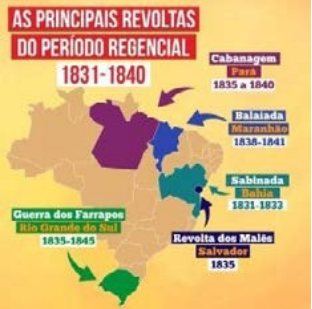 AS PRINCIPAIS REVOLTAS
DO PERÍODO REGENCIAL
1831-1840
Cabanagem
Pará
1835 a 1840
Balaiada
Maranhão
1838-1841
Sabinada
Bahia
1831-1833
Guerra dos Farrapos
Rio Grande do Sul
1835-1845
Revolta dos Malês
Salvador
1835